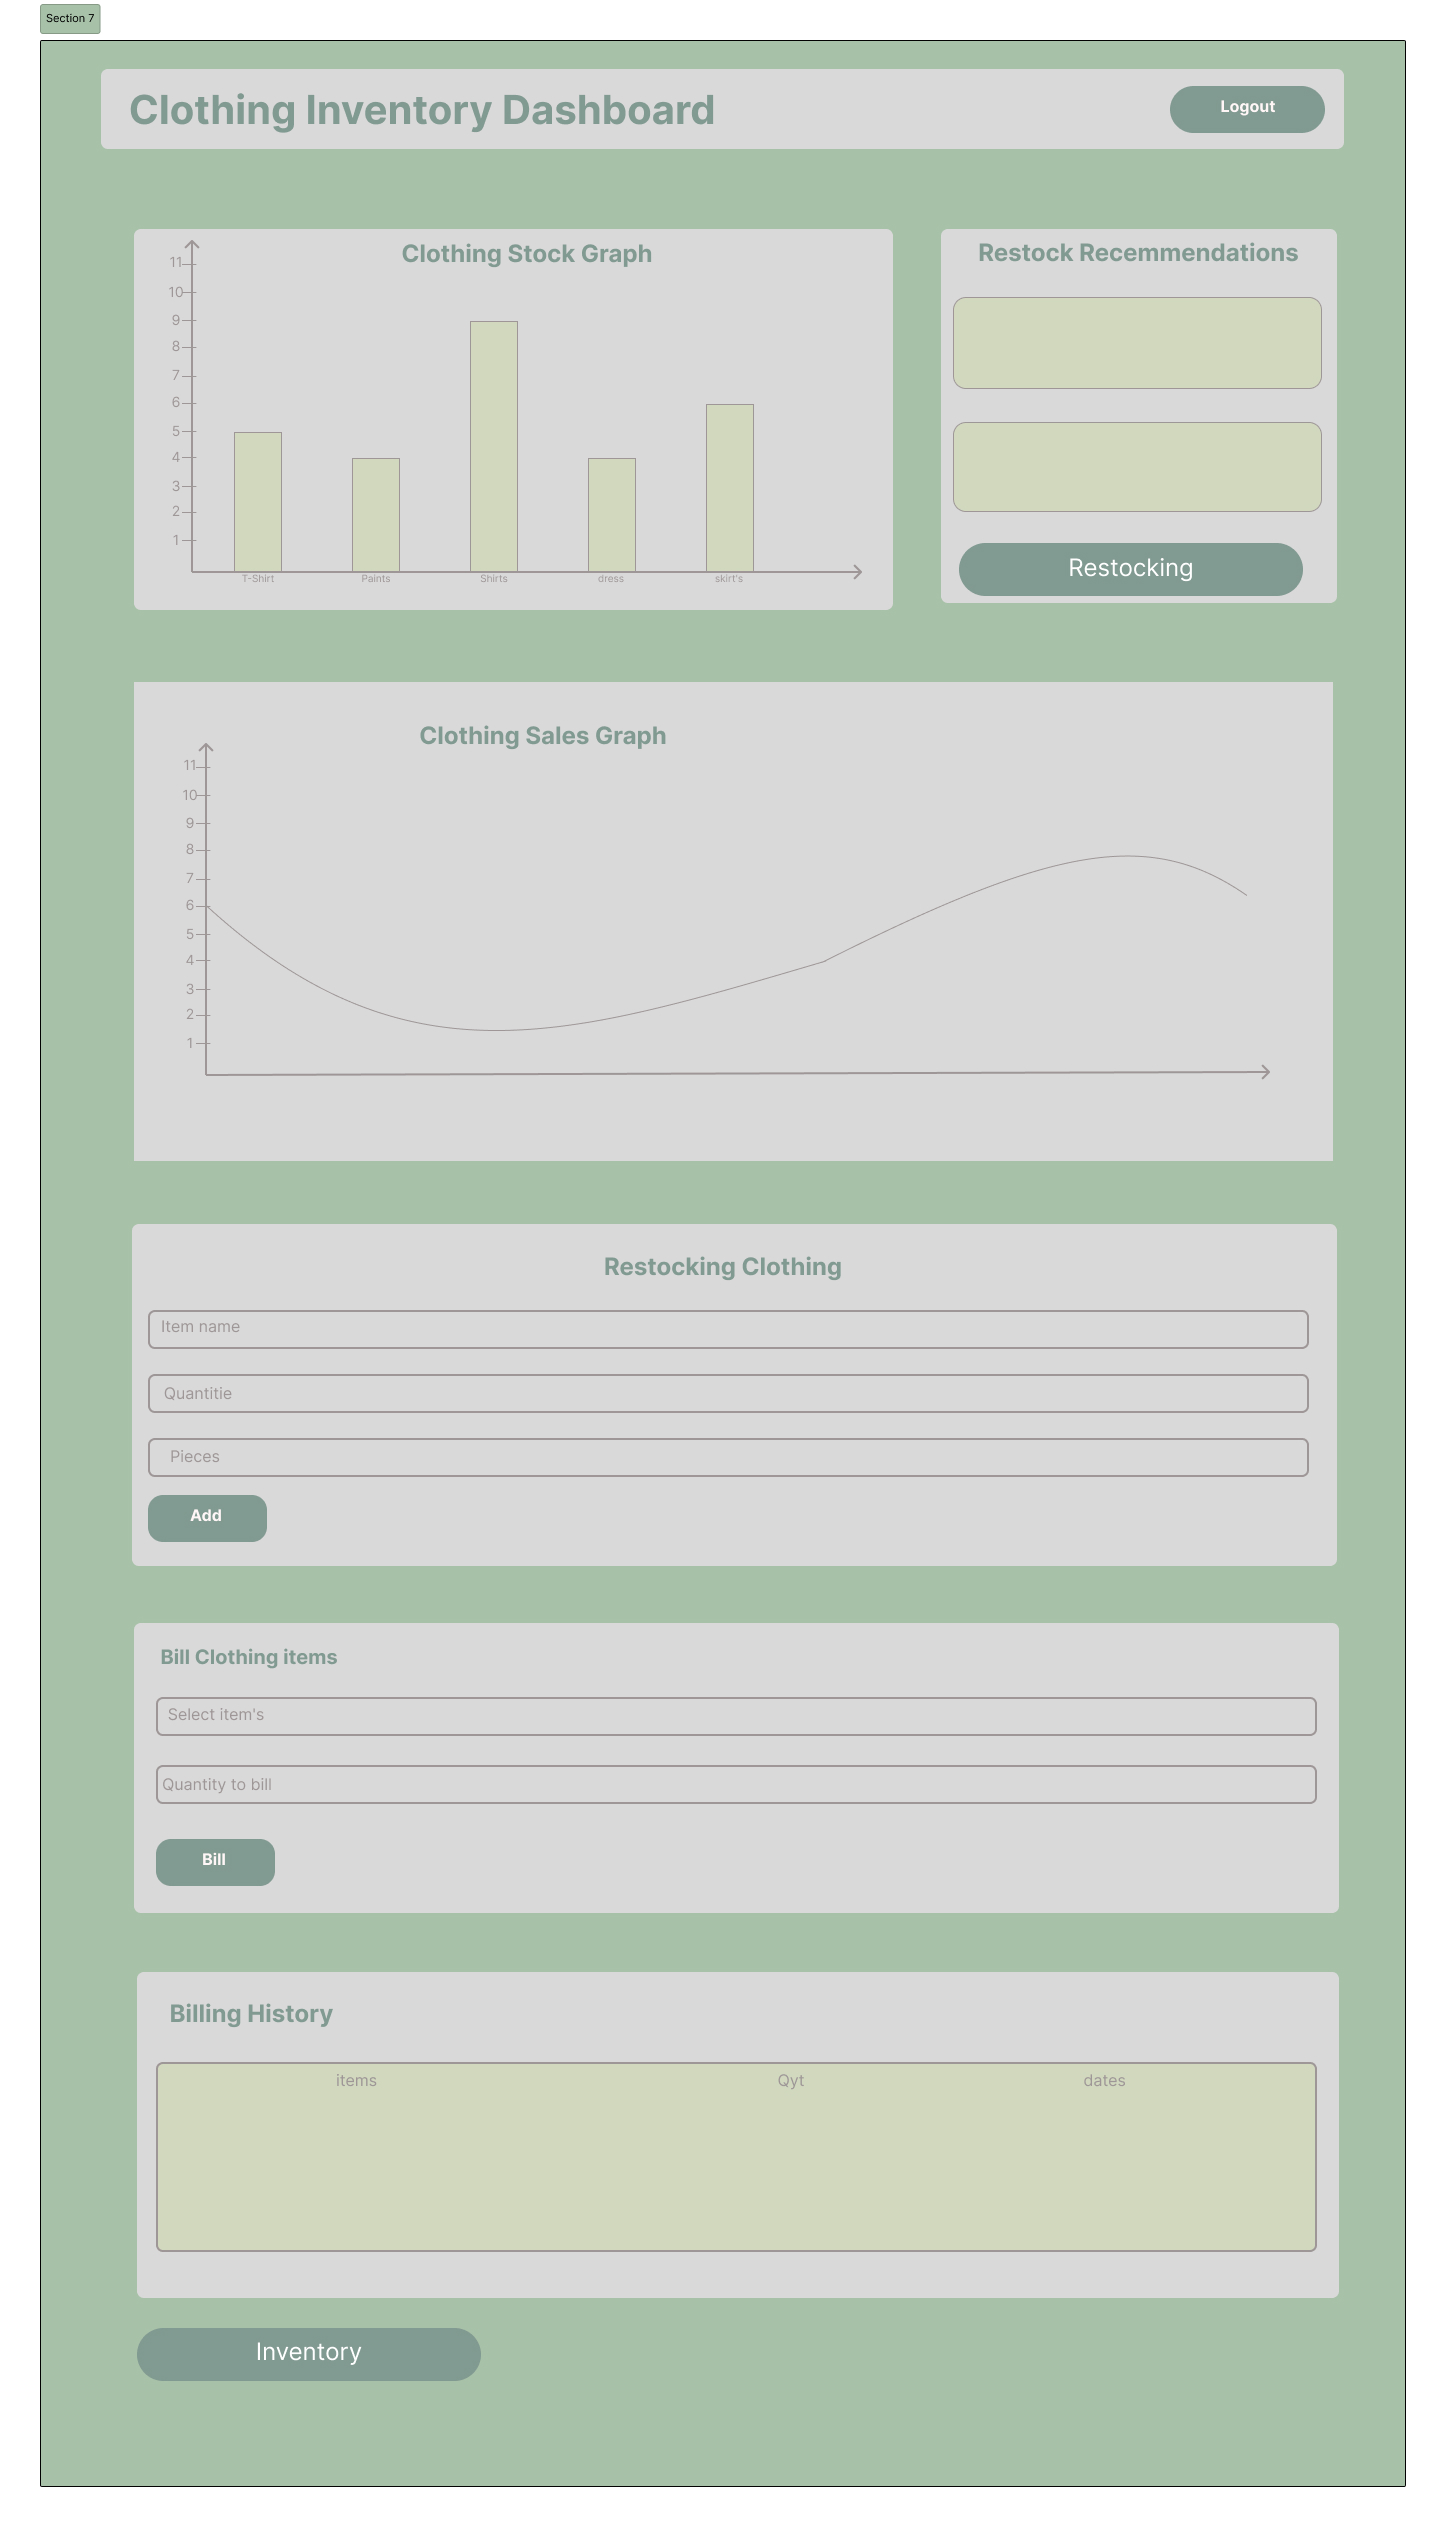 Section 7
Clothing Inventory Dashboard
Logout
Clothing Stock Graph
11
10
9
8
7
6
5
4
3
2
1
T-Shirt
Paints
Shirts
dress
skirt's
Restock Recemmendations
Restocking
Clothing Sales Graph
11
10
9
8
7
6
5
4
3
2
1
Restocking Clothing
Item name
Quantitie
Pieces
Add
Bill Clothing items
Select item's
Quantity to bill
Bill
Billing History
items
Qyt
dates
Inventory